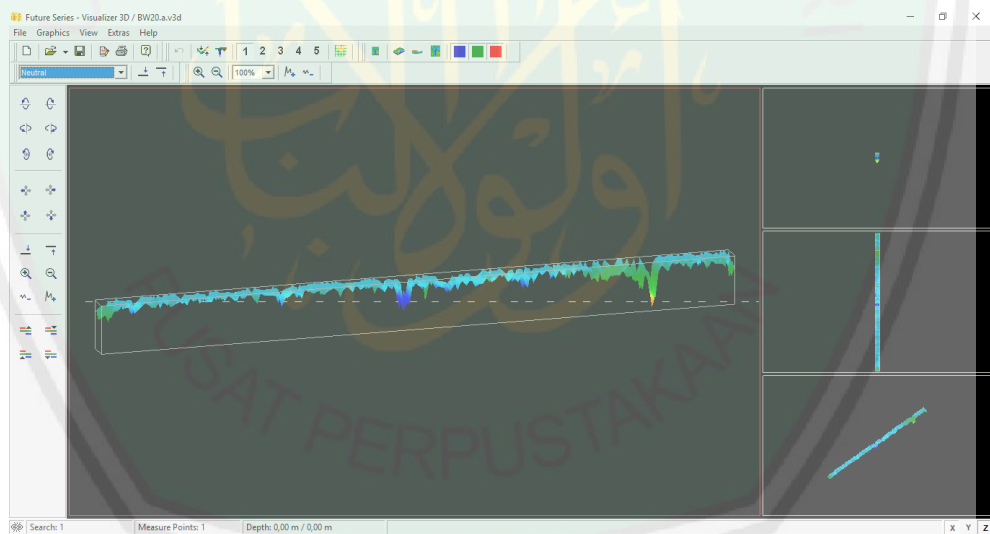 Future Series - Visualizer 3D / BW20.a.v3d
File Graphics View Extras Help
1 2 3 4 5
Neutral 100% M+ M-
M- M+
PUSAT PERPUSTAKAAN
Search: 1 Measure Points: 1 Depth: 0,00 m / 0,00 m X Y Z